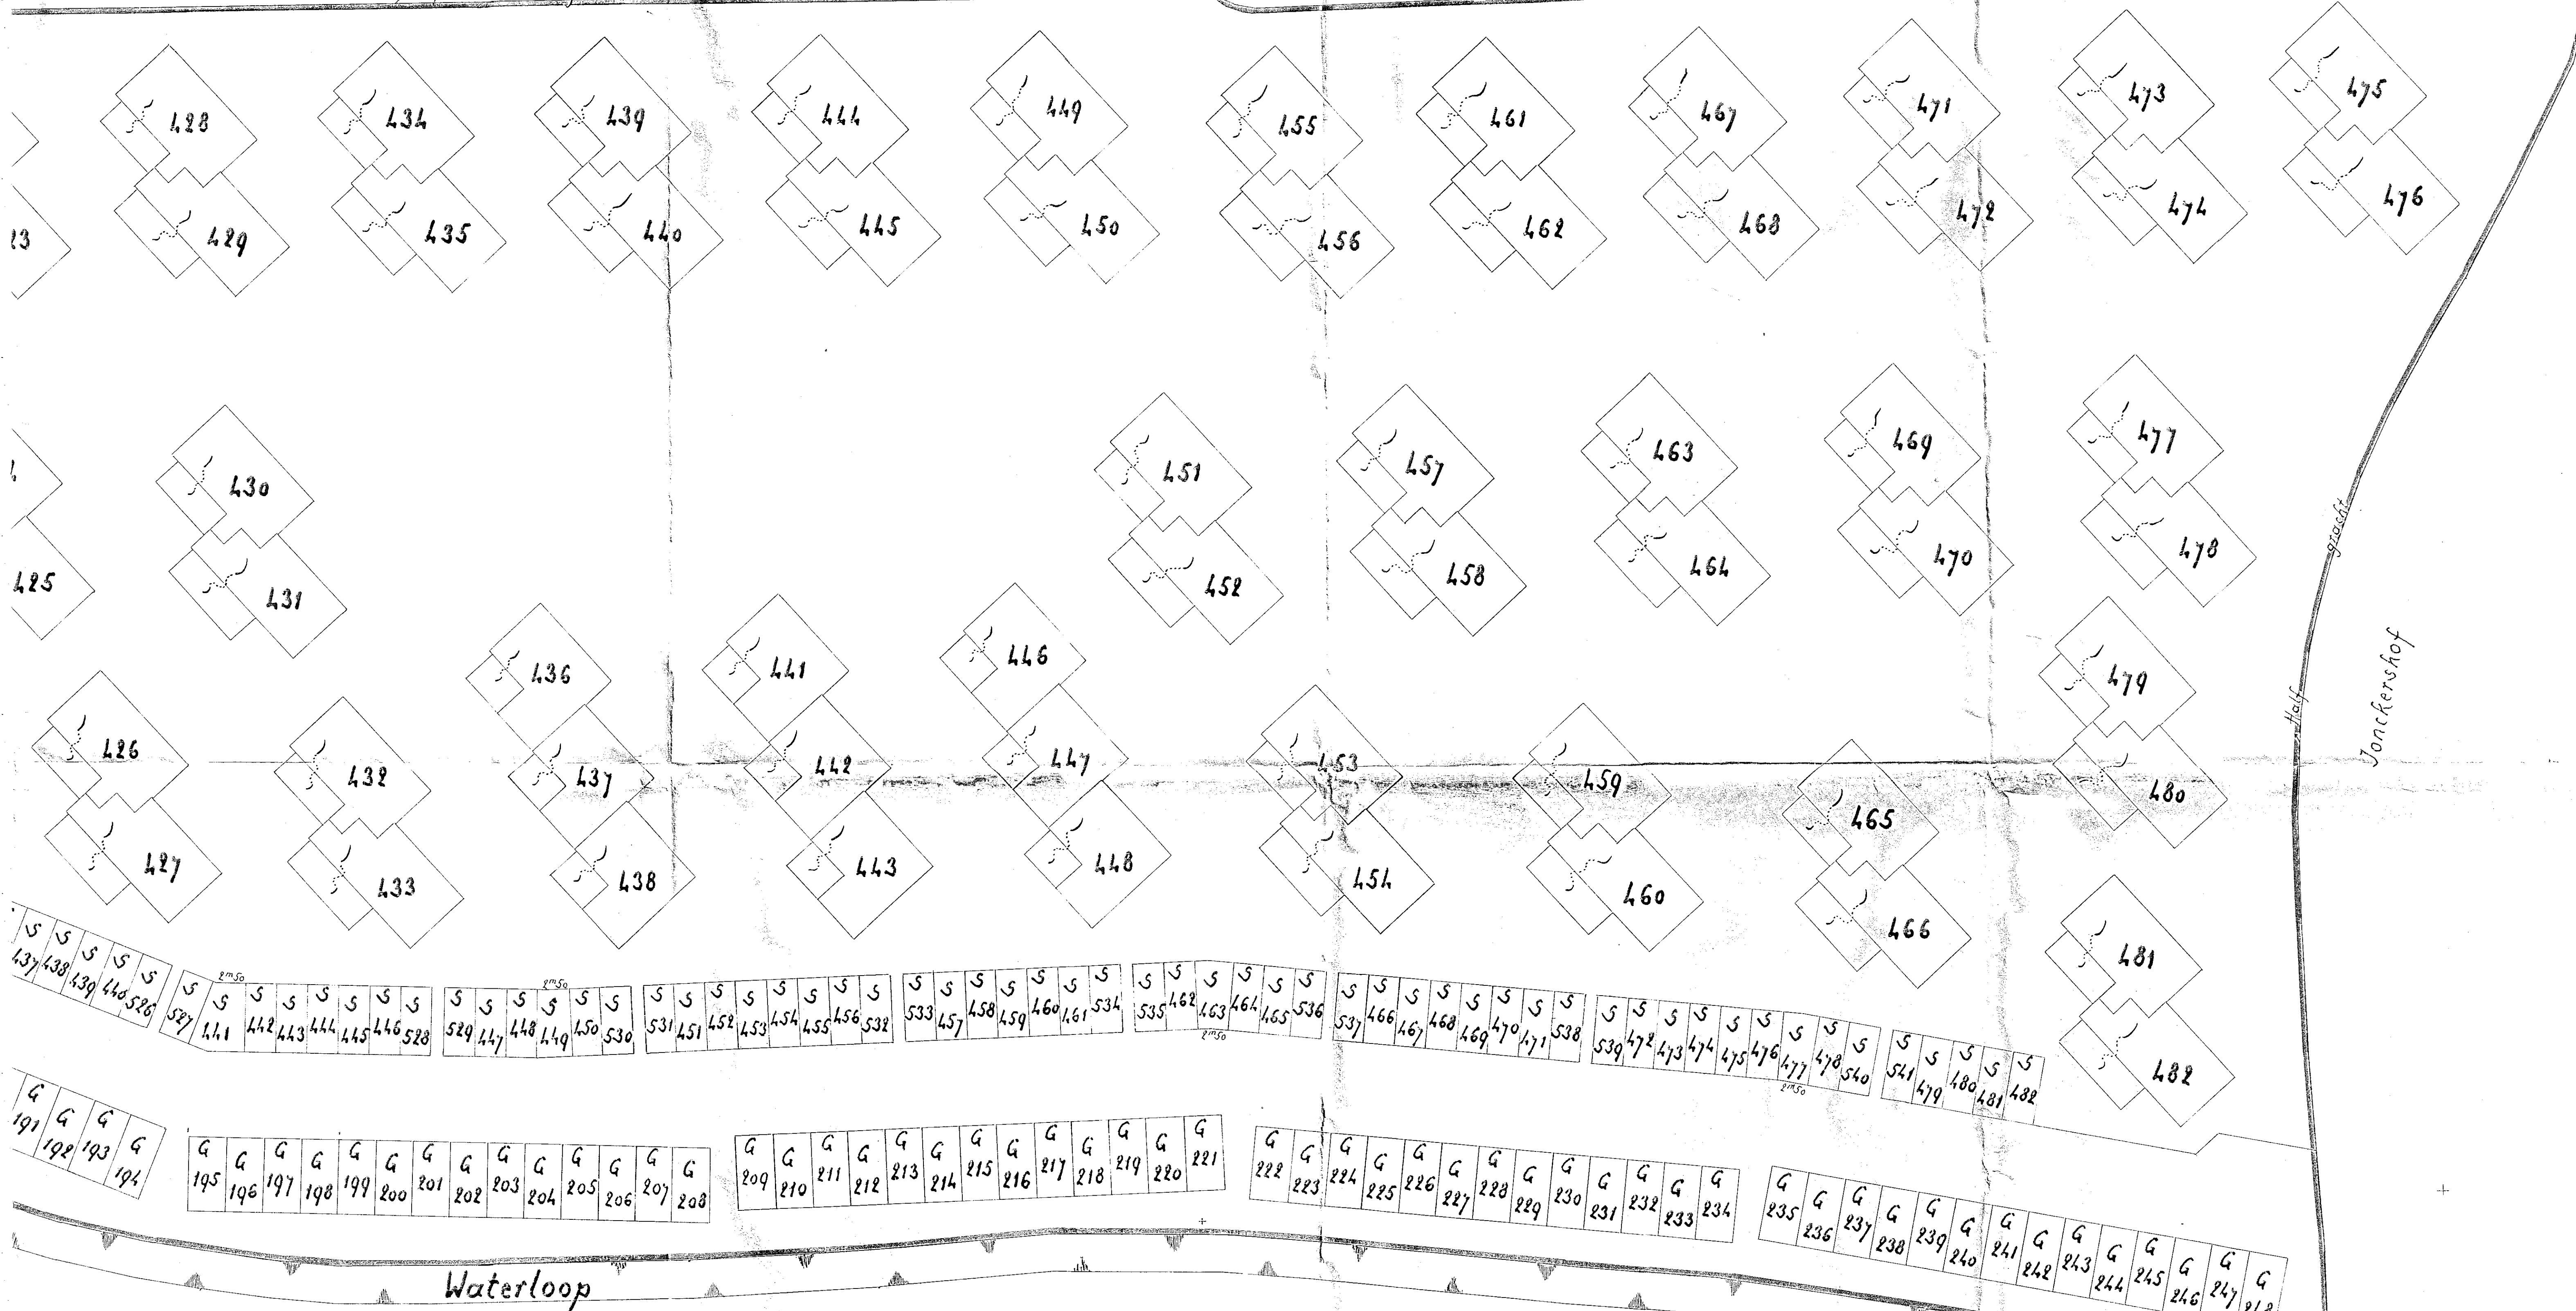 428
434
439
444
449
455
461
467
471
473
475
23
429
435
440
445
450
456
462
468
472
474
476
430
451
457
463
469
477
425
431
452
458
464
470
478
gracht
Half
Jonckershof
436
441
446
479
426
432
437
442
447
453
459
465
480
427
433
438
443
448
454
460
466
481
482
S 437
S 438
S 439
S 440
S 526
S 527
2m50
S 441
S 442
S 443
S 444
S 445
S 446
S 528
S 529
S 447
S 448
2m50
S 449
S 450
S 530
S 531
S 451
S 452
S 453
S 454
S 455
S 456
S 532
S 533
S 457
S 458
S 459
S 460
S 461
S 534
S 535
S 462
S 463
2m50
S 464
S 465
S 536
S 537
S 466
S 467
S 468
S 469
S 470
S 471
S 538
S 539
S 472
S 473
S 474
S 475
S 476
S 477
2m50
S 478
S 540
S 541
S 479
S 480
S 481
S 482
G 191
G 192
G 193
G 194
G 195
G 196
G 197
G 198
G 199
G 200
G 201
G 202
G 203
G 204
G 205
G 206
G 207
G 208
G 209
G 210
G 211
G 212
G 213
G 214
G 215
G 216
G 217
G 218
G 219
G 220
G 221
G 222
G 223
G 224
G 225
G 226
G 227
G 228
G 229
G 230
G 231
G 232
G 233
G 234
G 235
G 236
G 237
G 238
G 239
G 240
G 241
G 242
G 243
G 244
G 245
G 246
G 247
G
Waterloop